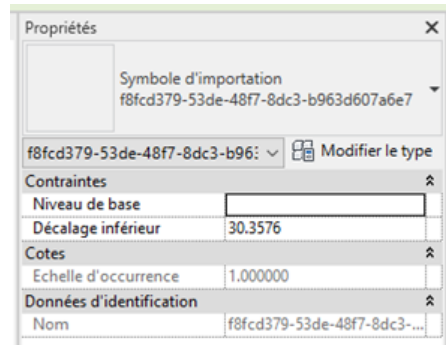 Propriétés
Symbole d'importation
f8fcd379-53de-48f7-8dc3-b963d607a6e7
f8fcd379-53de-48f7-8dc3-b96: Modifier le type
Contraintes
Niveau de base
Décalage inférieur 30.3576
Cotes
Echelle d'occurrence 1.000000
Données d'identification
Nom f8fcd379-53de-48f7-8dc3-...